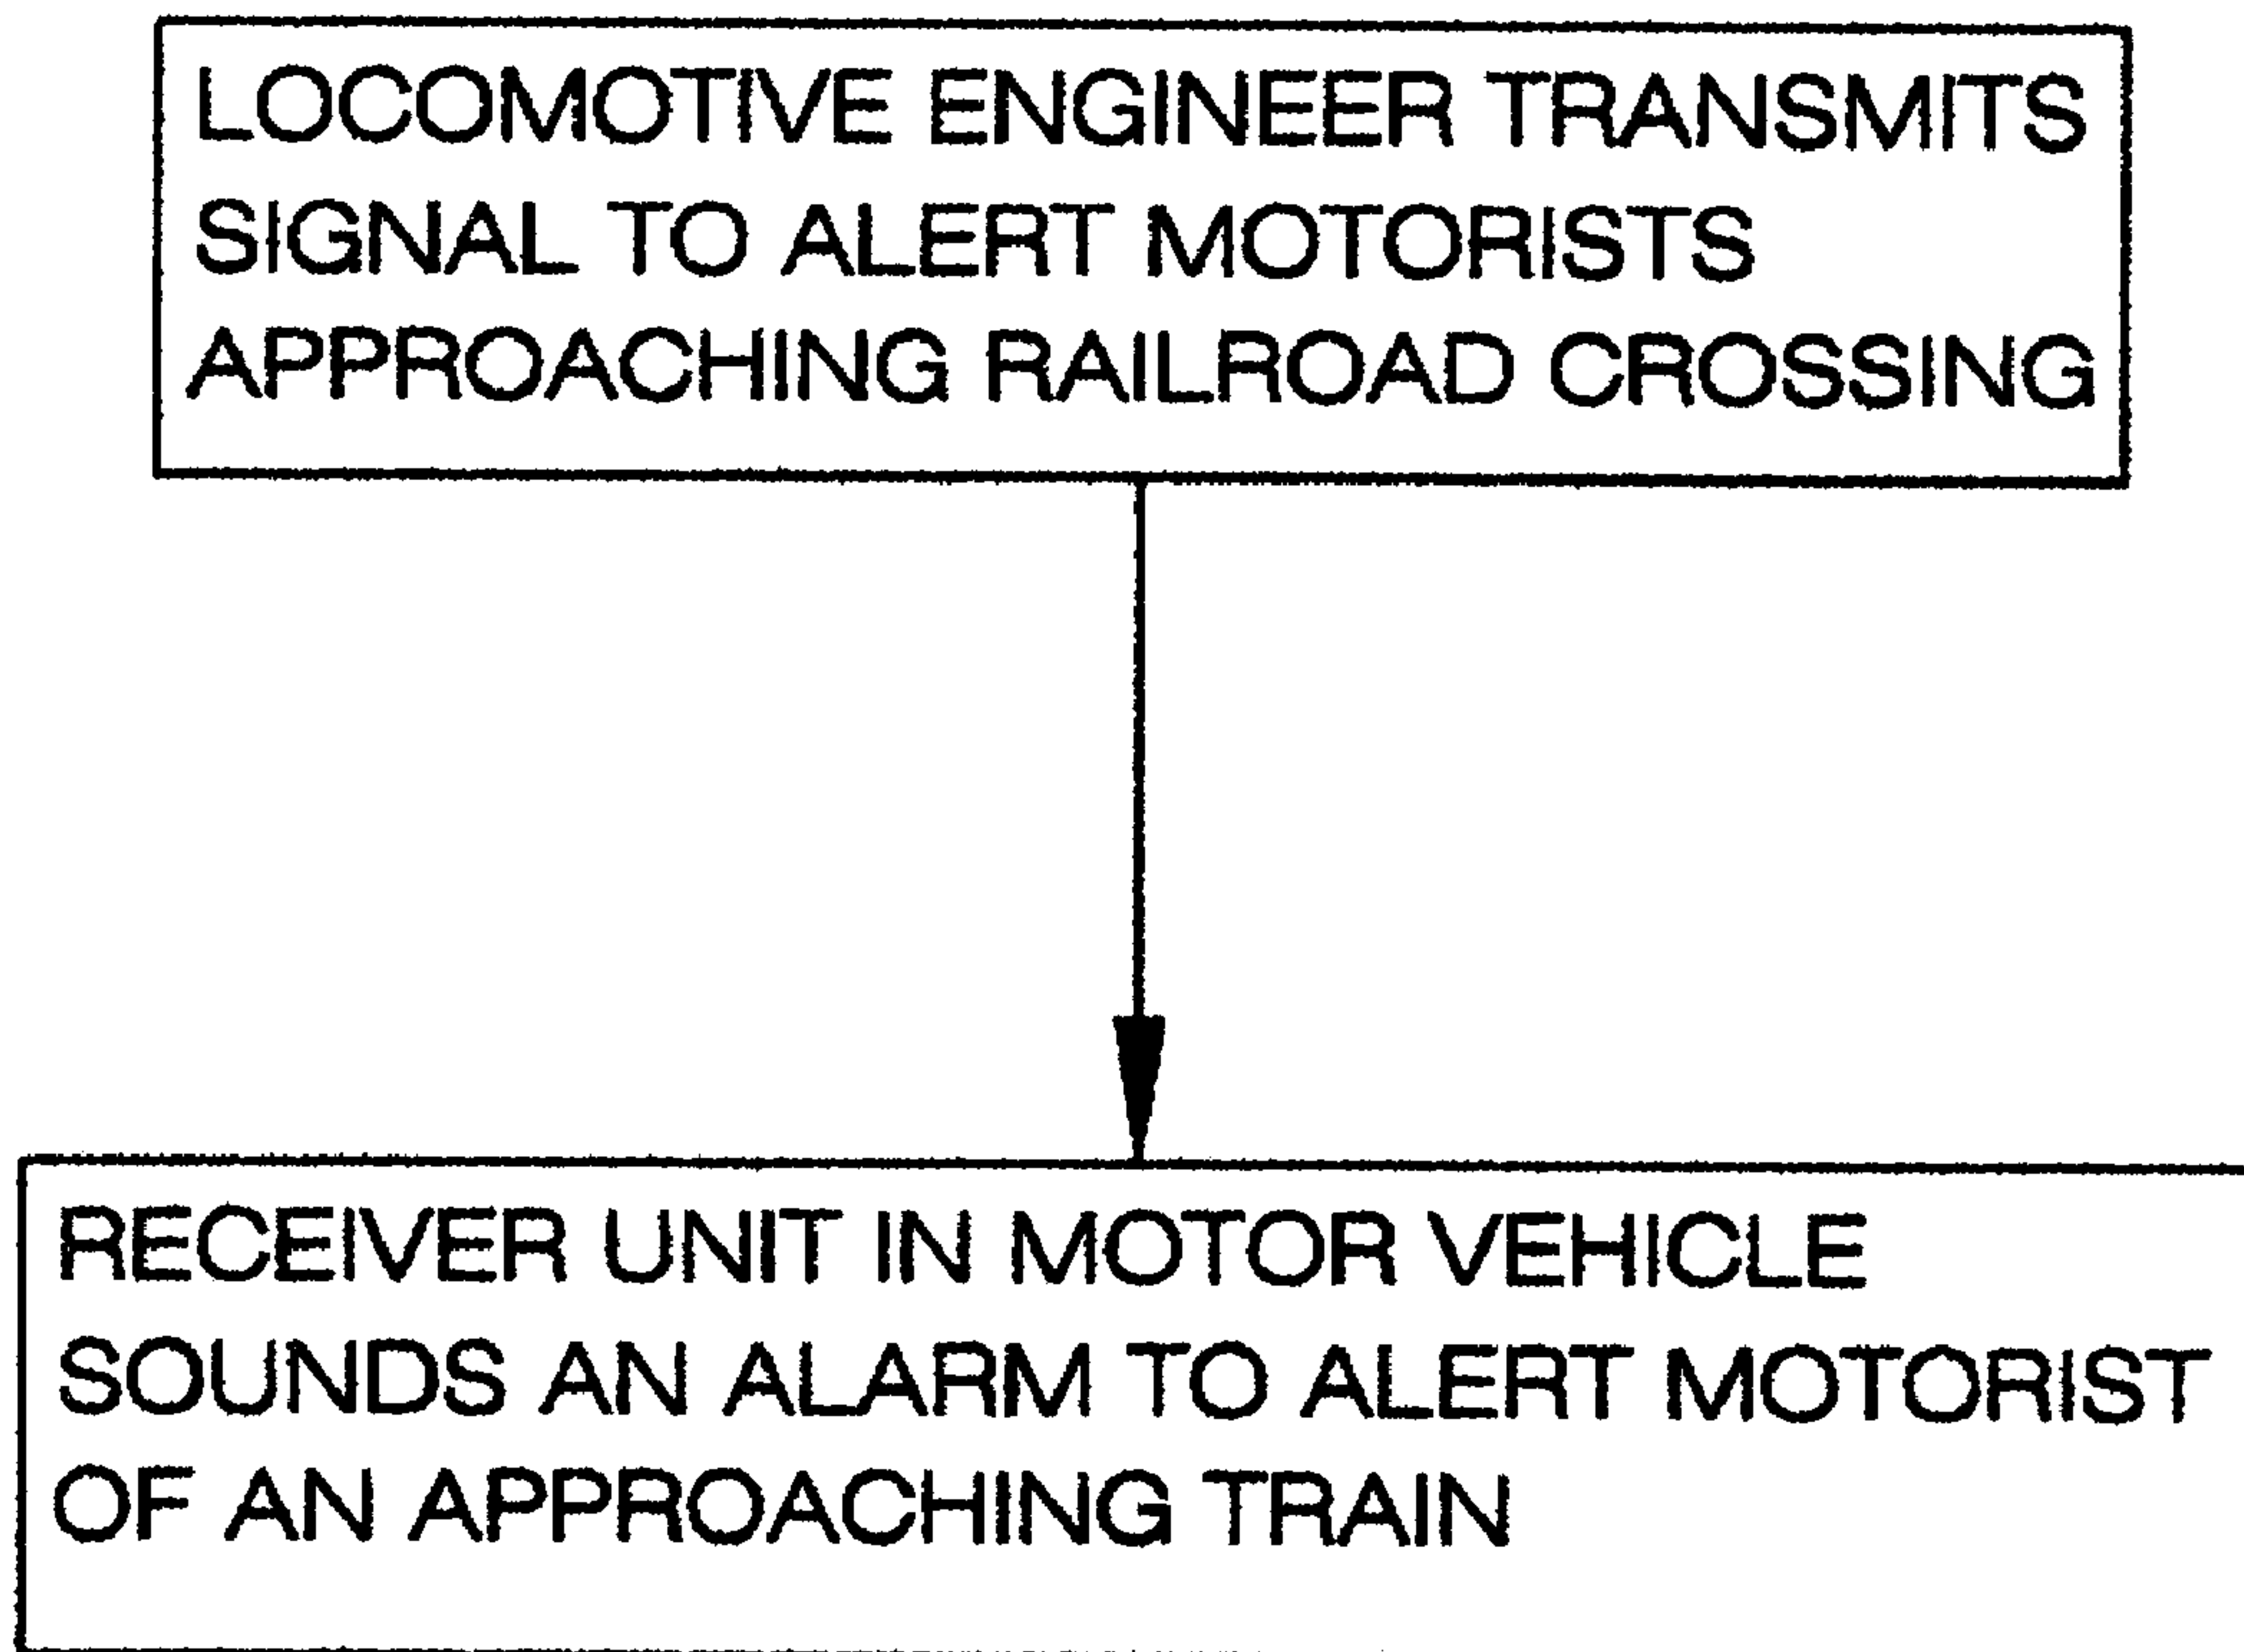 LOCOMOTIVE ENGINEER TRANSMITS
SIGNAL TO ALERT MOTORISTS
APPROACHING RAILROAD CROSSING
RECEIVER UNIT IN MOTOR VEHICLE
SOUNDS AN ALARM TO ALERT MOTORIST
OF AN APPROACHING TRAIN